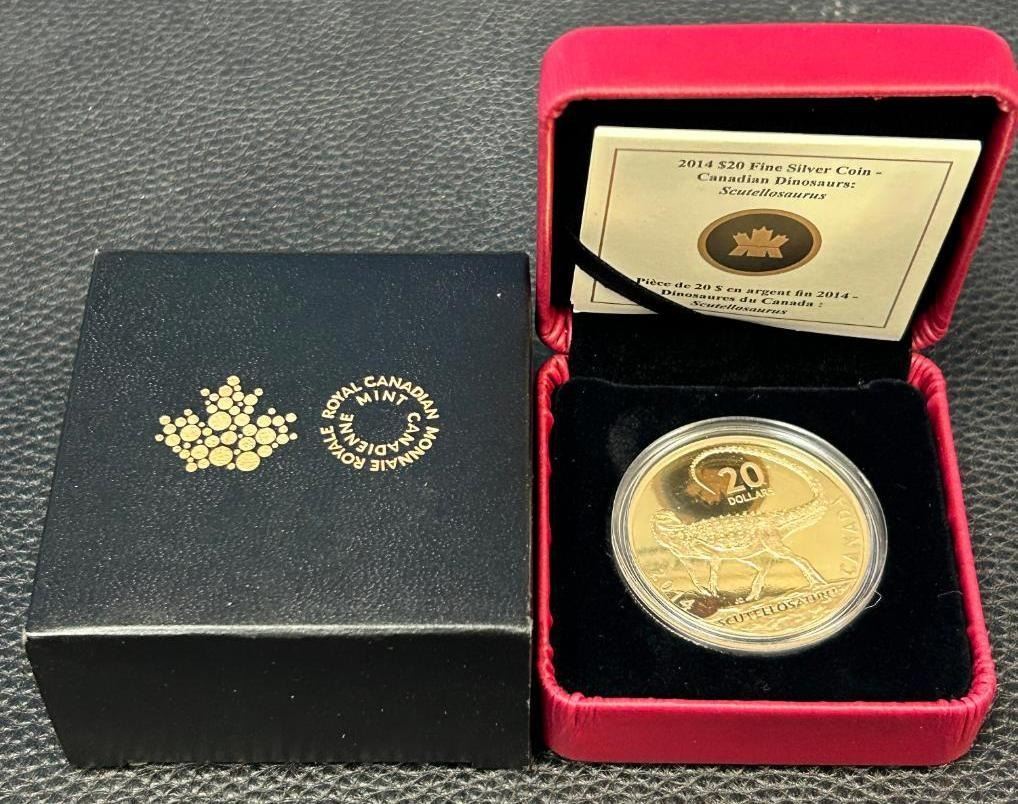 ROYAL CANADIAN MINT
MONNAIE ROYALE CANADIENNE
2014 $20 Fine Silver Coin -
Canadian Dinosaurs:
Scutellosaurus
Pièce de 20 $ en argent fin 2014 -
Dinosaures du Canada :
Scutellosaurus
20
DOLLARS
CANADA
2014
SCUTELLOSAURUS